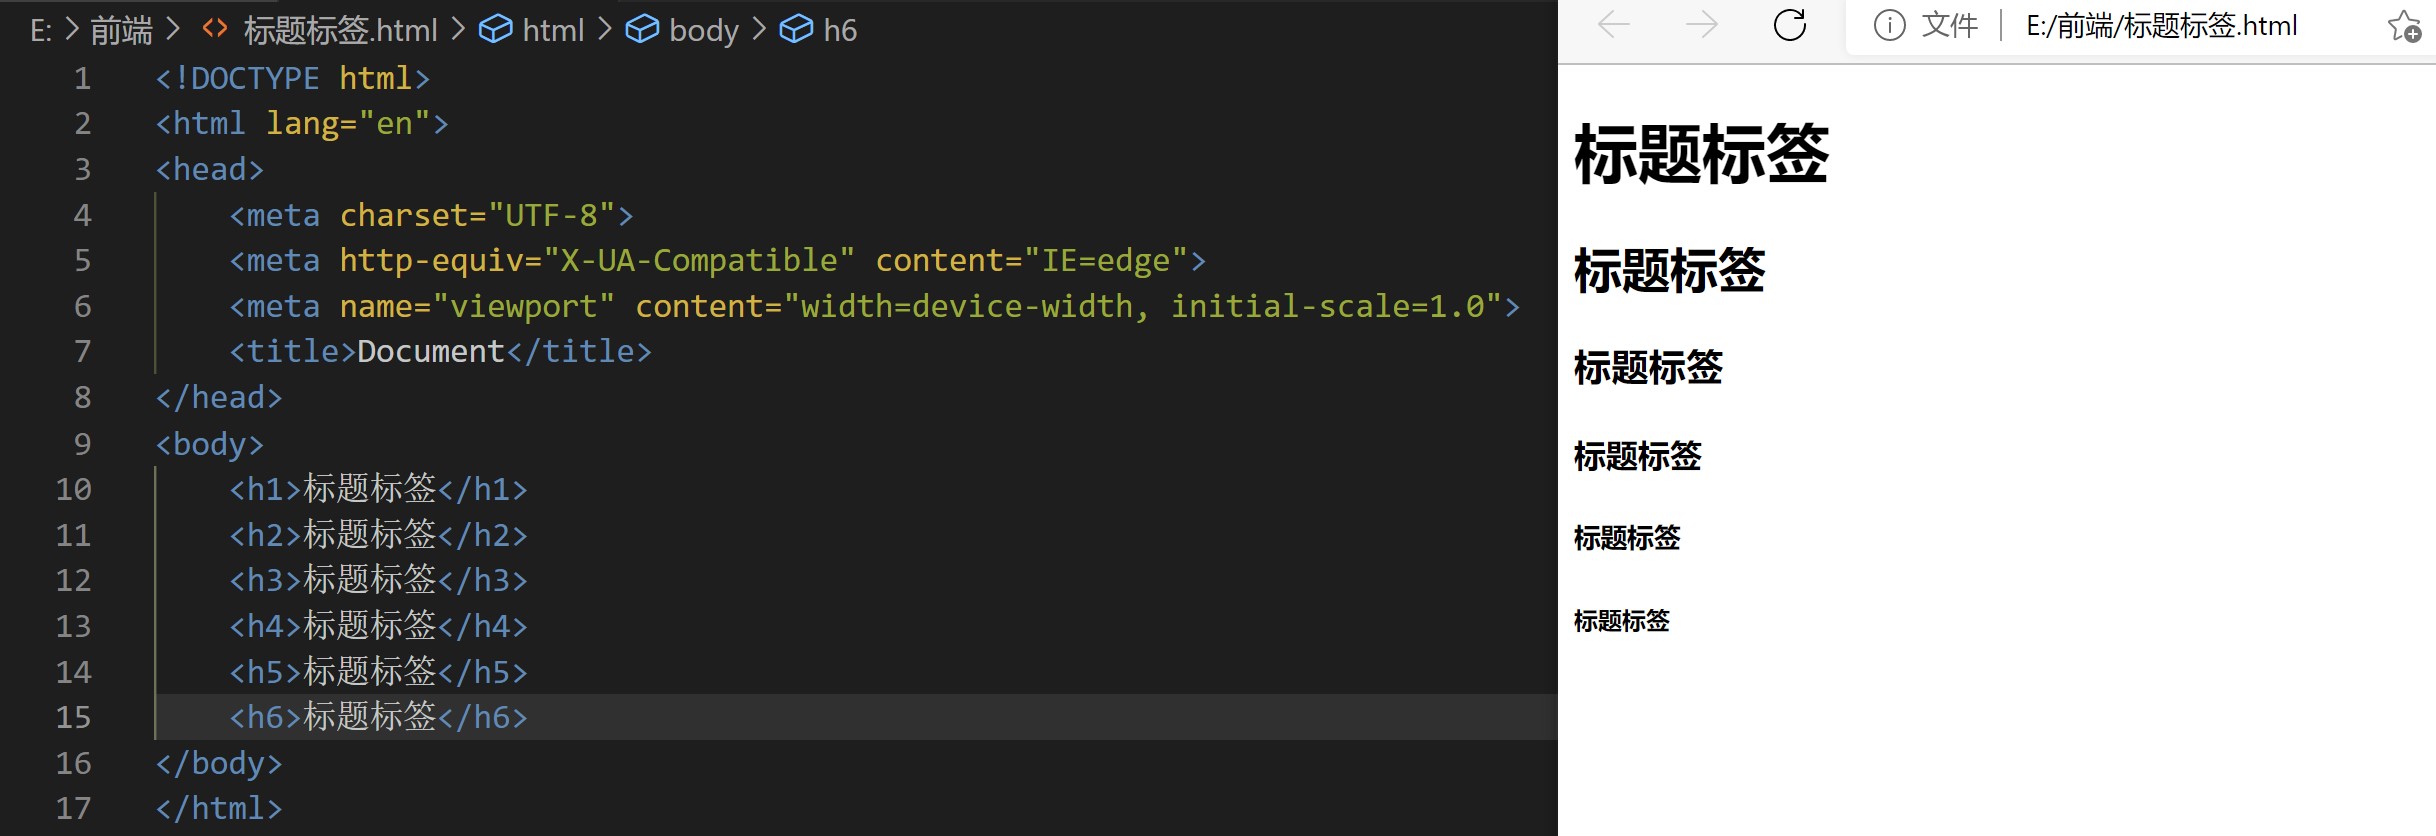 E: > 前端 > <> 标题标签.html > html > body > h6
1 <!DOCTYPE html>
2 <html lang="en">
3 <head>
4 <meta charset="UTF-8">
5 <meta http-equiv="X-UA-Compatible" content="IE=edge">
6 <meta name="viewport" content="width=device-width, initial-scale=1.0">
7 <title>Document</title>
8 </head>
9 <body>
10 <h1>标题标签</h1>
11 <h2>标题标签</h2>
12 <h3>标题标签</h3>
13 <h4>标题标签</h4>
14 <h5>标题标签</h5>
15 <h6>标题标签</h6>
16 </body>
17 </html>
文件 | E:/前端/标题标签.html
标题标签
标题标签
标题标签
标题标签
标题标签
标题标签